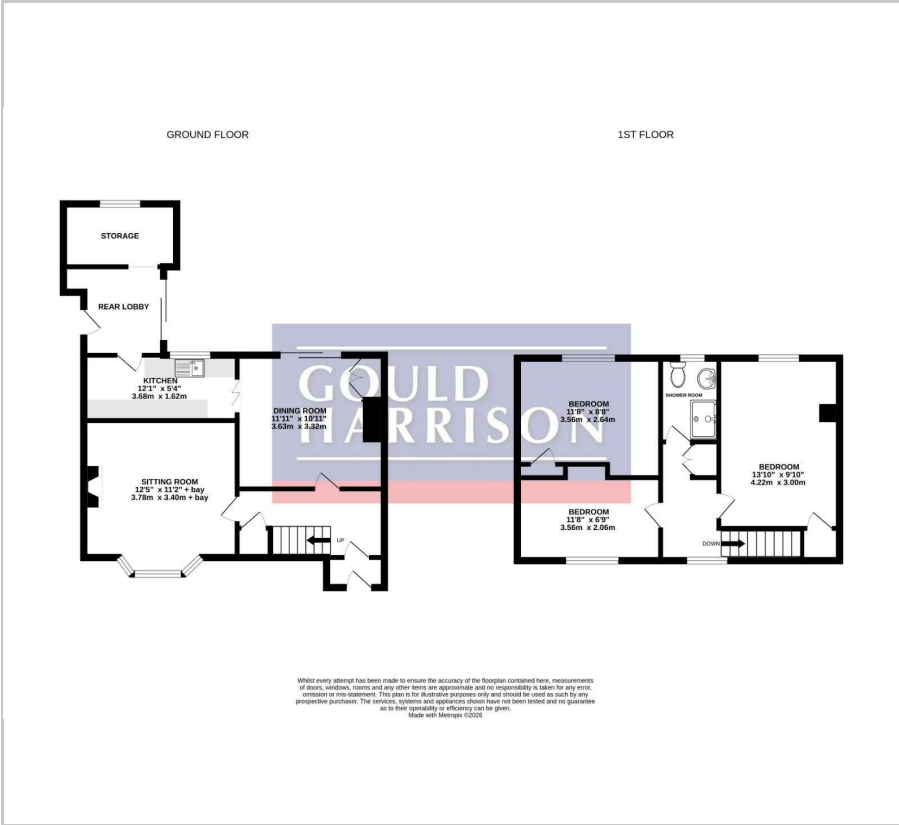 GROUND FLOOR
1ST FLOOR
STORAGE
REAR LOBBY
KITCHEN
12'1" x 5'4"
3.68m x 1.62m
DINING ROOM
11'11" x 10'11"
3.63m x 3.32m
SITTING ROOM
12'5" x 11'2" + bay
3.78m x 3.40m + bay
UP
GOULD
HARRISON
BEDROOM
11'8" x 8'8"
3.56m x 2.64m
SHOWER ROOM
BEDROOM
13'10" x 9'10"
4.22m x 3.00m
BEDROOM
11'8" x 6'9"
3.56m x 2.06m
DOWN
Whilst every attempt has been made to ensure the accuracy of the floorplan contained here, measurements
of doors, windows, rooms and any other items are approximate and no responsibility is taken for any error,
omission or mis-statement. This plan is for illustrative purposes only and should be used as such by any
prospective purchaser. The services, systems and appliances shown have not been tested and no guarantee
as to their operability or efficiency can be given.
Made with Metropix ©2026